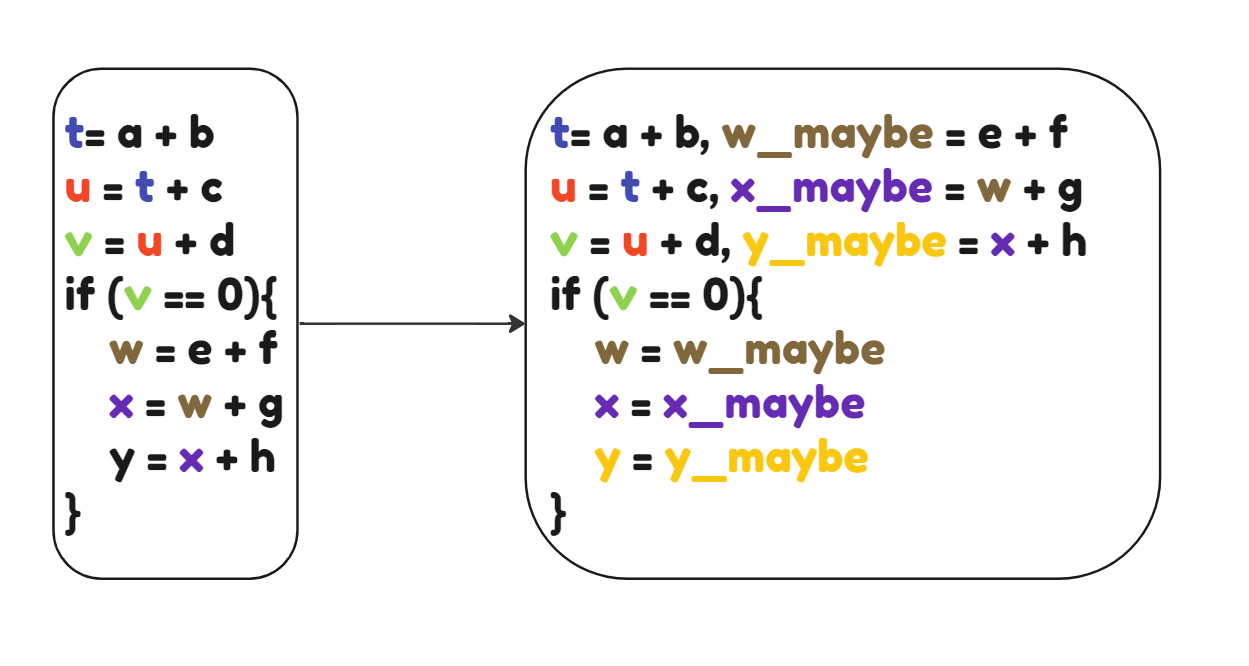 t= a + b
u = t + c
v = u + d
if (v == 0){
w = e + f
x = w + g
y = x + h
}
t= a + b, w_maybe = e + f
u = t + c, x_maybe = w + g
v = u + d, y_maybe = x + h
if (v == 0){
w = w_maybe
x = x_maybe
y = y_maybe
}